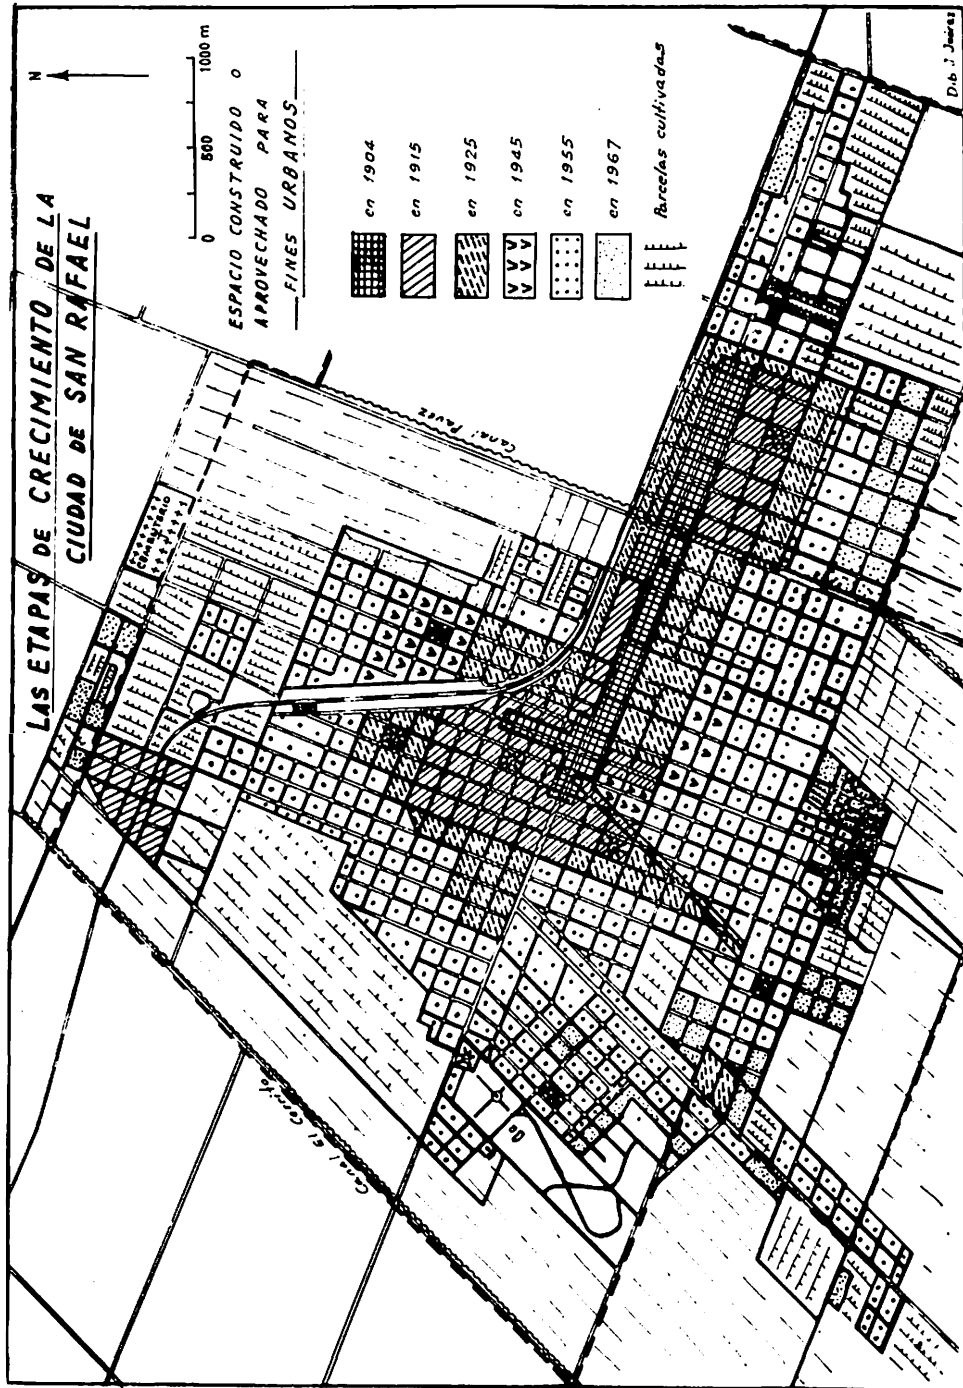 LAS ETAPAS DE CRECIMIENTO DE LA
CIUDAD DE SAN RAFAEL
N
0 500 1000 m
ESPACIO CONSTRUIDO O
APROVECHADO PARA
FINES URBANOS
en 1904
en 1915
en 1925
en 1945
en 1955
en 1967
Parcelas cultivadas
CEMENTERIO
Canal Pavez
Canal El Cerrito
Dib. J. Juárez